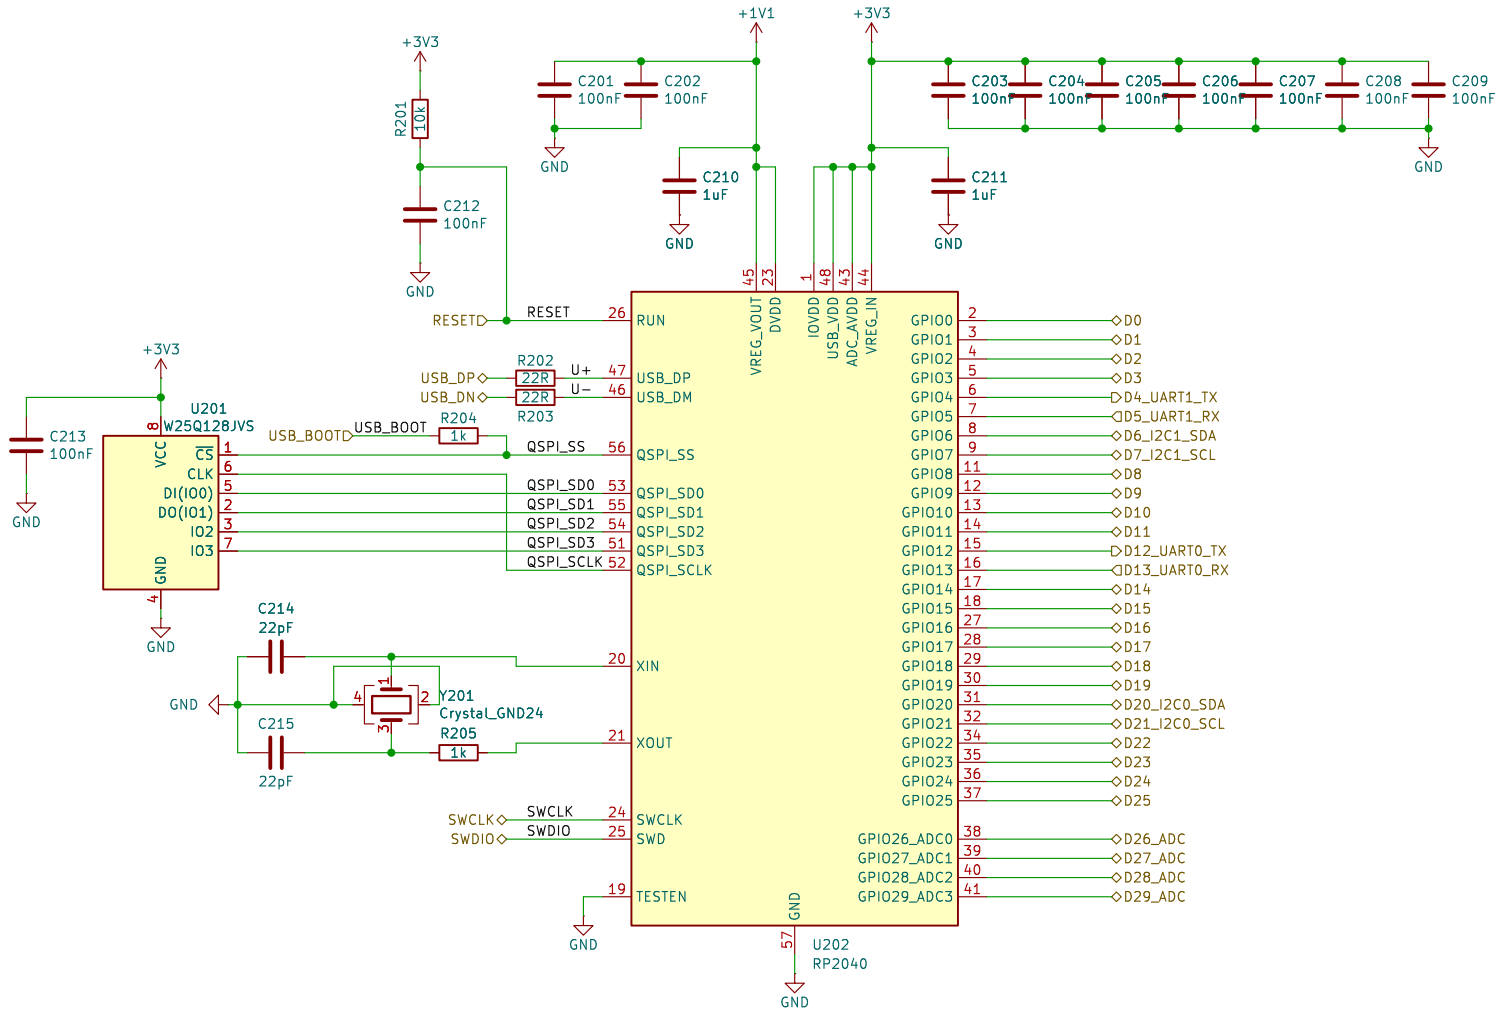 +1V1
+3V3
+3V3
C201
100nF
C202
100nF
C203
100nF
C204
100nF
C205
100nF
C206
100nF
C207
100nF
C208
100nF
C209
100nF
R201
10k
GND
GND
C210
1uF
C211
1uF
C212
100nF
GND
GND
GND
45
23
1
48
43
44
VREG_VOUT
DVDD
IOVDD
USB_VDD
ADC_AVDD
VREG_IN
RESET
RESET
26
RUN
USB_DP
R202
22R
U+
47
USB_DP
USB_DN
22R
R203
U-
46
USB_DM
USB_BOOT
USB_BOOT
R204
1k
QSPI_SS
56
QSPI_SS
QSPI_SD0
53
QSPI_SD0
QSPI_SD1
55
QSPI_SD1
QSPI_SD2
54
QSPI_SD2
QSPI_SD3
51
QSPI_SD3
QSPI_SCLK
52
QSPI_SCLK
+3V3
C213
100nF
GND
U201
W25Q128JVS
8
VCC
CS
1
CLK
6
DI(IO0)
5
DO(IO1)
2
IO2
3
IO3
7
GND
4
GND
C214
22pF
20
XIN
GND
4
1
2
3
Y201
Crystal_GND24
C215
22pF
R205
1k
21
XOUT
SWCLK
SWCLK
24
SWCLK
SWDIO
SWDIO
25
SWD
19
TESTEN
GND
GND
57
GND
U202
RP2040
GPIO0
2
D0
GPIO1
3
D1
GPIO2
4
D2
GPIO3
5
D3
GPIO4
6
D4_UART1_TX
GPIO5
7
D5_UART1_RX
GPIO6
8
D6_I2C1_SDA
GPIO7
9
D7_I2C1_SCL
GPIO8
11
D8
GPIO9
12
D9
GPIO10
13
D10
GPIO11
14
D11
GPIO12
15
D12_UART0_TX
GPIO13
16
D13_UART0_RX
GPIO14
17
D14
GPIO15
18
D15
GPIO16
27
D16
GPIO17
28
D17
GPIO18
29
D18
GPIO19
30
D19
GPIO20
31
D20_I2C0_SDA
GPIO21
32
D21_I2C0_SCL
GPIO22
34
D22
GPIO23
35
D23
GPIO24
36
D24
GPIO25
37
D25
GPIO26_ADC0
38
D26_ADC
GPIO27_ADC1
39
D27_ADC
GPIO28_ADC2
40
D28_ADC
GPIO29_ADC3
41
D29_ADC